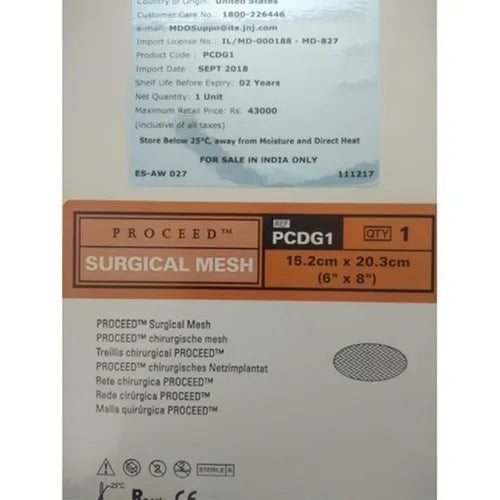 Country of Origin: United States
Customer Care No.: 1800-226446
e-mail: MDDSuppo@its.jnj.com
Import License No.: IL/MD-000188 - MD-827
Product Code : PCDG1
Import Date : SEPT 2018
Shelf Life Before Expiry: 02 Years
Net Quantity: 1 Unit
Maximum Retail Price: Rs. 43000
(inclusive of all taxes)
Store Below 25°C, away from Moisture and Direct Heat
FOR SALE IN INDIA ONLY
ES-AW 027 111217
PROCEED™
SURGICAL MESH
REF
PCDG1
QTY 1
15.2cm x 20.3cm
(6" x 8")
PROCEED™ Surgical Mesh
PROCEED™ chirurgische mesh
Treillis chirurgical PROCEED™
PROCEED™ chirurgisches Netzimplantat
Rete chirurgica PROCEED™
Rede cirúrgica PROCEED™
Malla quirúrgica PROCEED™
STERILE R
25°C
CE